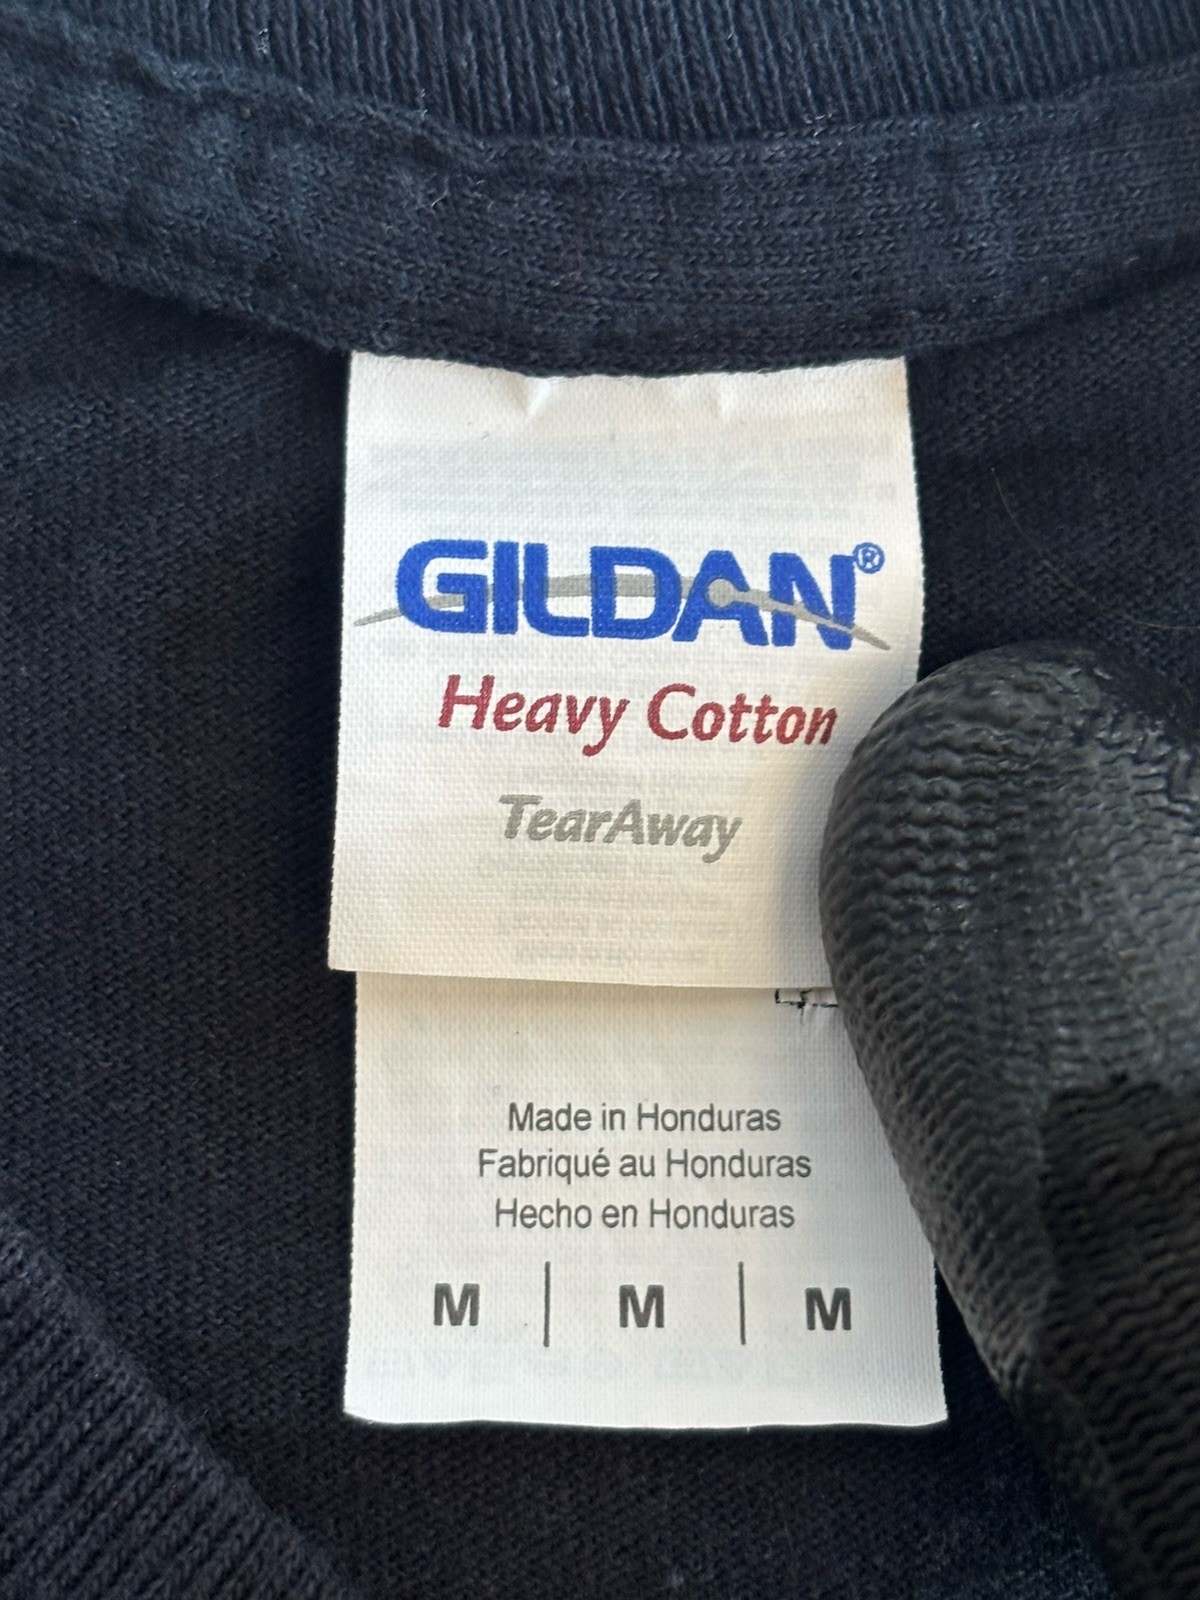 GILDAN®
Heavy Cotton
TearAway
Made in Honduras
Fabriqué au Honduras
Hecho en Honduras
M | M | M